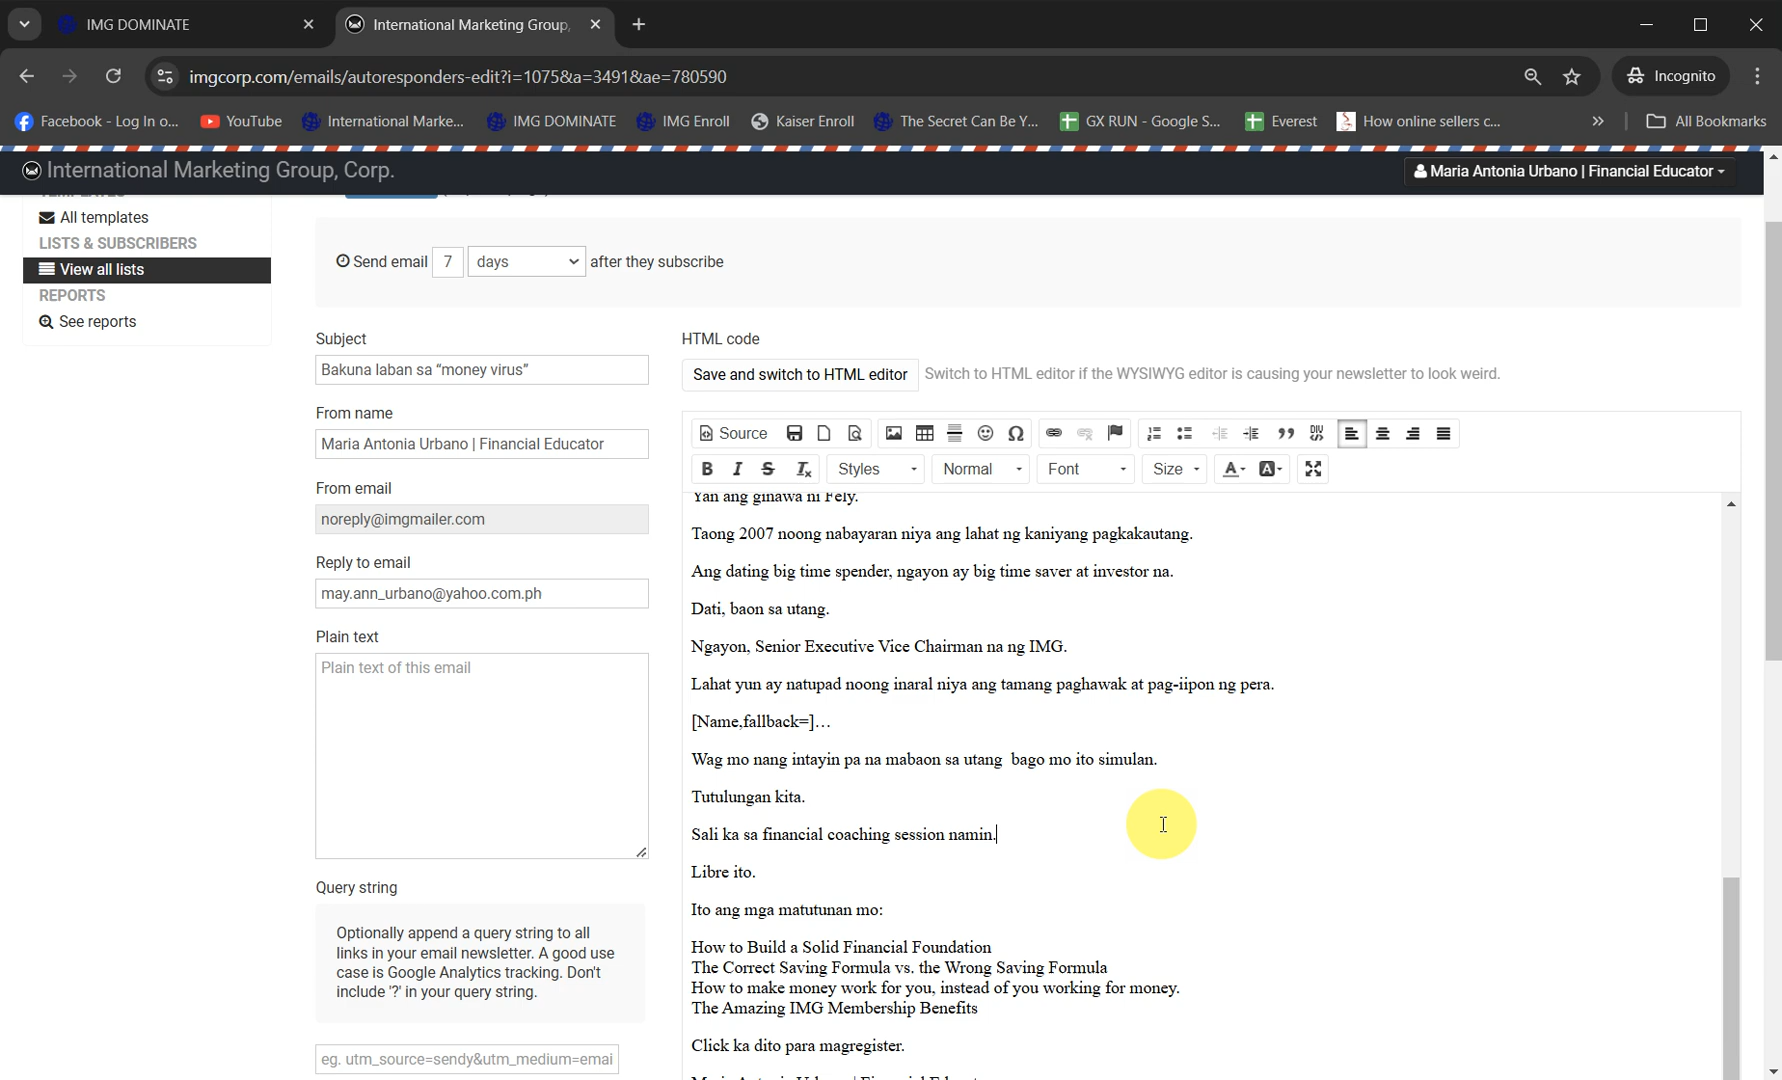 IMG DOMINATE
International Marketing Group,
imgcorp.com/emails/autoresponders-edit?i=1075&a=3491&ae=780590
Incognito
Facebook - Log In o...
YouTube
International Marke...
IMG DOMINATE
IMG Enroll
Kaiser Enroll
The Secret Can Be Y...
GX RUN - Google S...
Everest
How online sellers c...
All Bookmarks
International Marketing Group, Corp.
Maria Antonia Urbano | Financial Educator
TEMPLATES
All templates
LISTS & SUBSCRIBERS
View all lists
REPORTS
See reports
Send email 7 days after they subscribe
Subject
Bakuna laban sa “money virus”
From name
Maria Antonia Urbano | Financial Educator
From email
noreply@imgmailer.com
Reply to email
may.ann_urbano@yahoo.com.ph
Plain text
Plain text of this email
Query string
Optionally append a query string to all
links in your email newsletter. A good use
case is Google Analytics tracking. Don't
include '?' in your query string.
eg. utm_source=sendy&utm_medium=emai
HTML code
Save and switch to HTML editor
Switch to HTML editor if the WYSIWYG editor is causing your newsletter to look weird.
Source
Styles
Normal
Font
Size
Yan ang ginawa ni Fely.
Taong 2007 noong nabayaran niya ang lahat ng kaniyang pagkakautang.
Ang dating big time spender, ngayon ay big time saver at investor na.
Dati, baon sa utang.
Ngayon, Senior Executive Vice Chairman na ng IMG.
Lahat yun ay natupad noong inaral niya ang tamang paghawak at pag-iipon ng pera.
[Name,fallback=]…
Wag mo nang intayin pa na mabaon sa utang  bago mo ito simulan.
Tutulungan kita.
Sali ka sa financial coaching session namin.
Libre ito.
Ito ang mga matutunan mo:
How to Build a Solid Financial Foundation
The Correct Saving Formula vs. the Wrong Saving Formula
How to make money work for you, instead of you working for money.
The Amazing IMG Membership Benefits
Click ka dito para magregister.